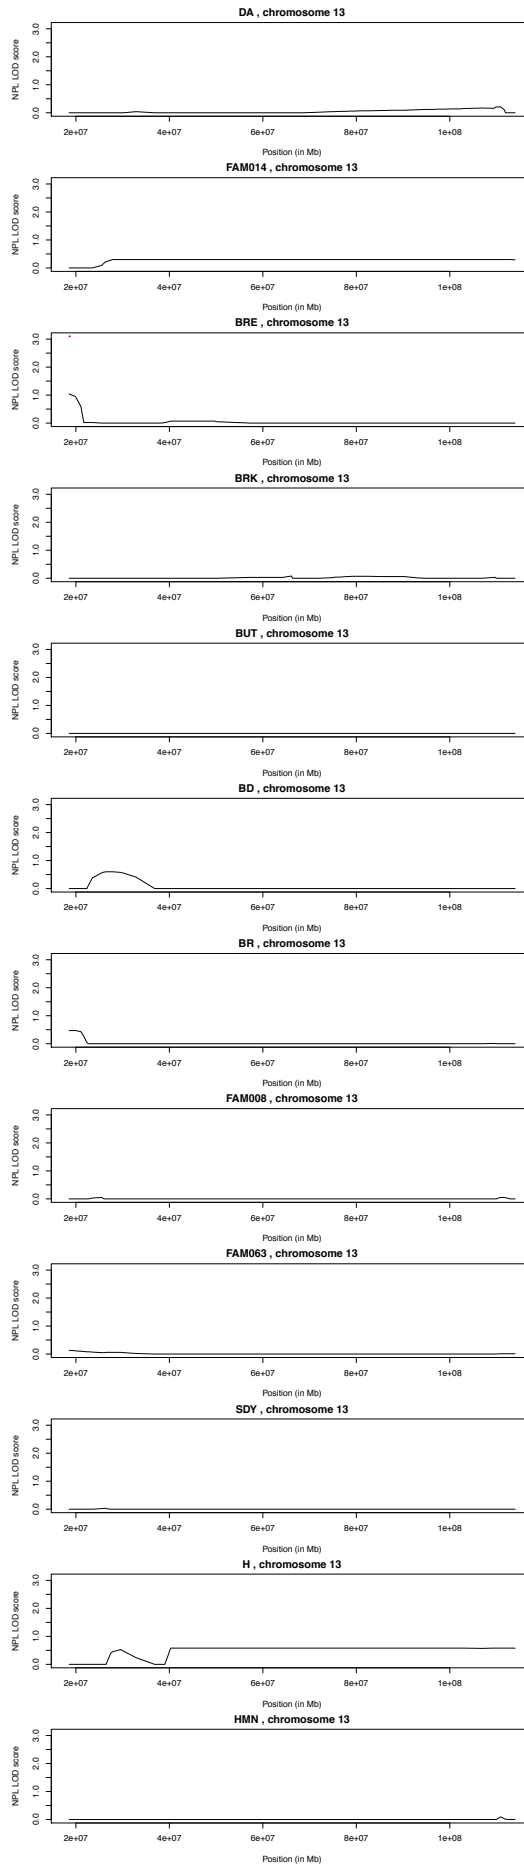 DA , chromosome 13
NPL LOD score
0.0 1.0 2.0 3.0
2e+07 4e+07 6e+07 8e+07 1e+08
Position (in Mb)
FAM014 , chromosome 13
NPL LOD score
0.0 1.0 2.0 3.0
2e+07 4e+07 6e+07 8e+07 1e+08
Position (in Mb)
BRE , chromosome 13
NPL LOD score
0.0 1.0 2.0 3.0
2e+07 4e+07 6e+07 8e+07 1e+08
Position (in Mb)
BRK , chromosome 13
NPL LOD score
0.0 1.0 2.0 3.0
2e+07 4e+07 6e+07 8e+07 1e+08
Position (in Mb)
BUT , chromosome 13
NPL LOD score
0.0 1.0 2.0 3.0
2e+07 4e+07 6e+07 8e+07 1e+08
Position (in Mb)
BD , chromosome 13
NPL LOD score
0.0 1.0 2.0 3.0
2e+07 4e+07 6e+07 8e+07 1e+08
Position (in Mb)
BR , chromosome 13
NPL LOD score
0.0 1.0 2.0 3.0
2e+07 4e+07 6e+07 8e+07 1e+08
Position (in Mb)
FAM008 , chromosome 13
NPL LOD score
0.0 1.0 2.0 3.0
2e+07 4e+07 6e+07 8e+07 1e+08
Position (in Mb)
FAM063 , chromosome 13
NPL LOD score
0.0 1.0 2.0 3.0
2e+07 4e+07 6e+07 8e+07 1e+08
Position (in Mb)
SDY , chromosome 13
NPL LOD score
0.0 1.0 2.0 3.0
2e+07 4e+07 6e+07 8e+07 1e+08
Position (in Mb)
H , chromosome 13
NPL LOD score
0.0 1.0 2.0 3.0
2e+07 4e+07 6e+07 8e+07 1e+08
Position (in Mb)
HMN , chromosome 13
NPL LOD score
0.0 1.0 2.0 3.0
2e+07 4e+07 6e+07 8e+07 1e+08
Position (in Mb)